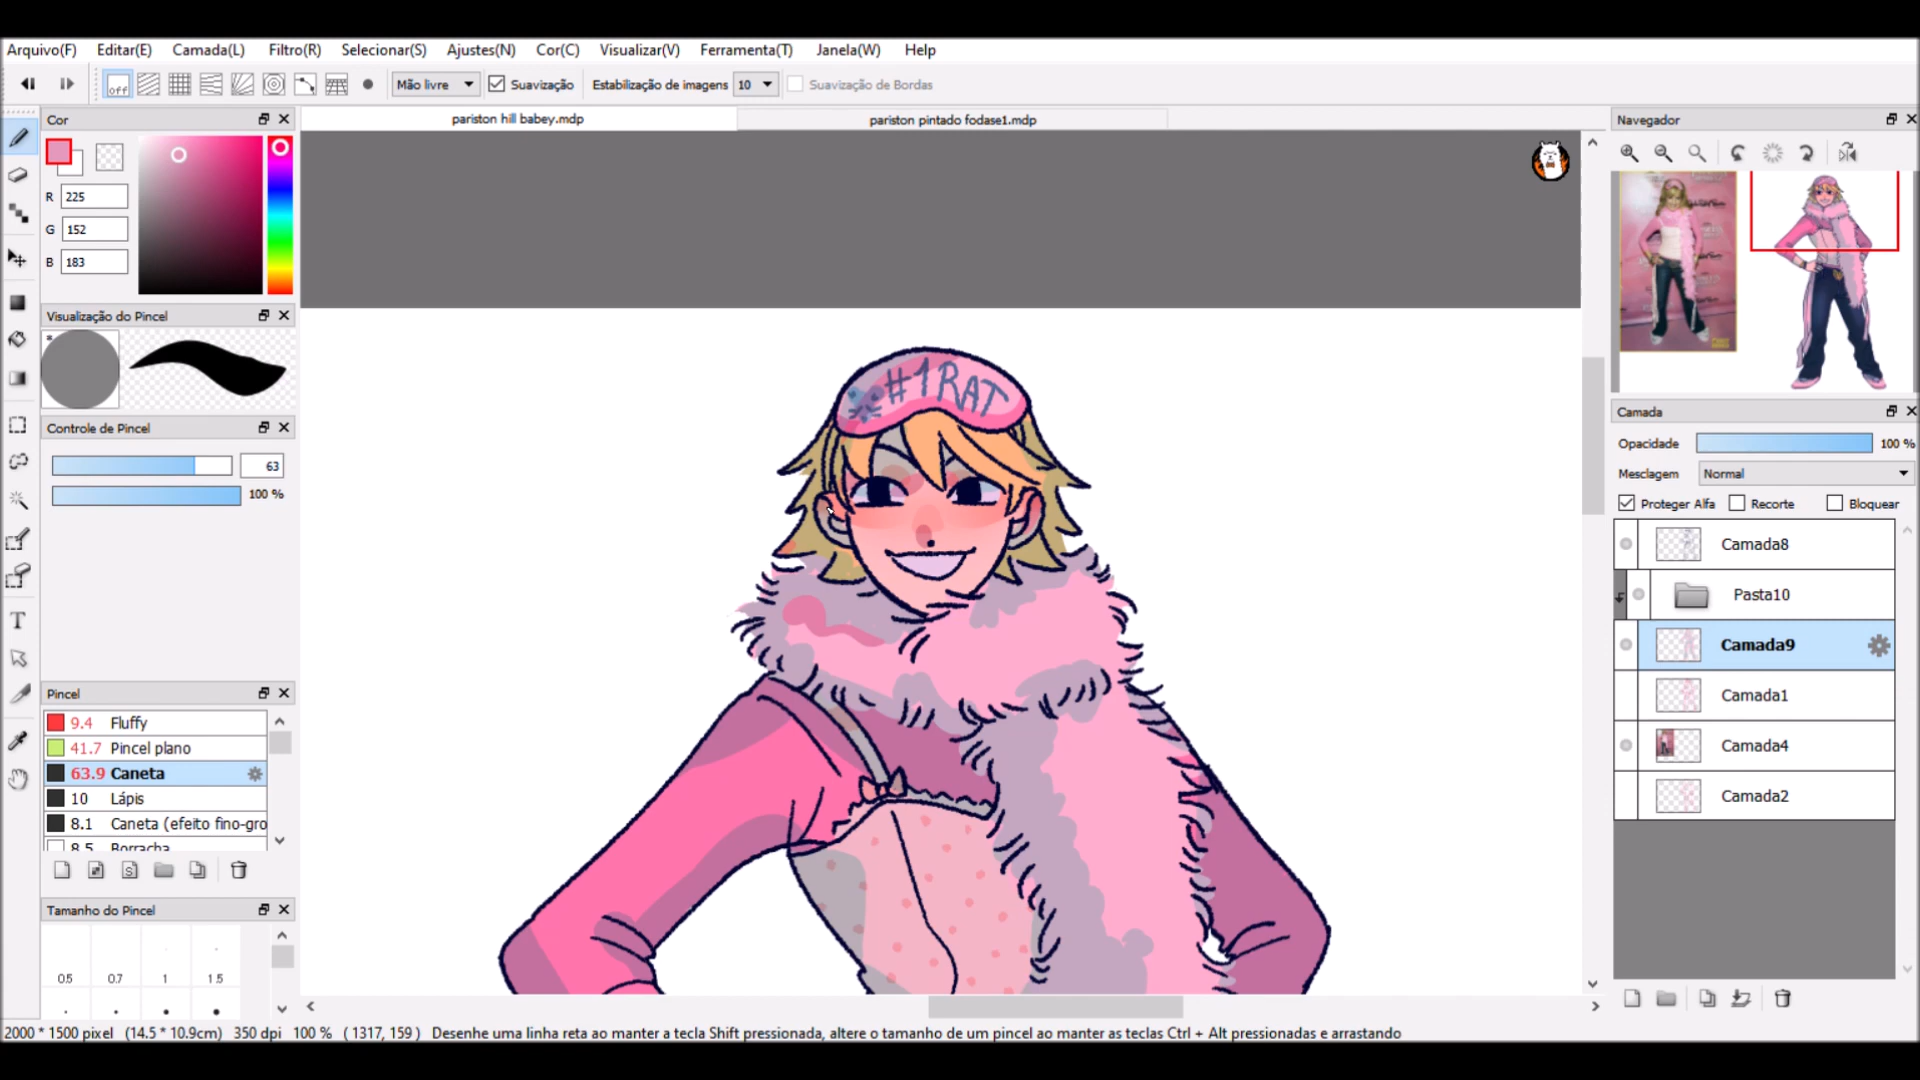 Arquivo(F) Editar(E) Camada(L) Filtro(R) Selecionar(S) Ajustes(N) Cor(C) Visualizar(V) Ferramenta(T) Janela(W) Help
off Mão livre Suavização Estabilização de imagens 10 Suavização de Bordas
Cor
pariston hill babey.mdp
pariston pintado fodase1.mdp
Navegador
R 225
G 152
B 183
Visualização do Pincel
*
Controle de Pincel
63
100 %
#1RAT
Camada
Opacidade 100 %
Mesclagem Normal
Proteger Alfa Recorte Bloquear
Camada8
Pasta10
Camada9
Camada1
Camada4
Camada2
Pincel
9.4 Fluffy
41.7 Pincel plano
63.9 Caneta
10 Lápis
8.1 Caneta (efeito fino-gro
8.5 Borracha
S
Tamanho do Pincel
0.5 0.7 1 1.5
T
2000 * 1500 pixel (14.5 * 10.9cm) 350 dpi 100 % ( 1317, 159 ) Desenhe uma linha reta ao manter a tecla Shift pressionada, altere o tamanho de um pincel ao manter as teclas Ctrl + Alt pressionadas e arrastando